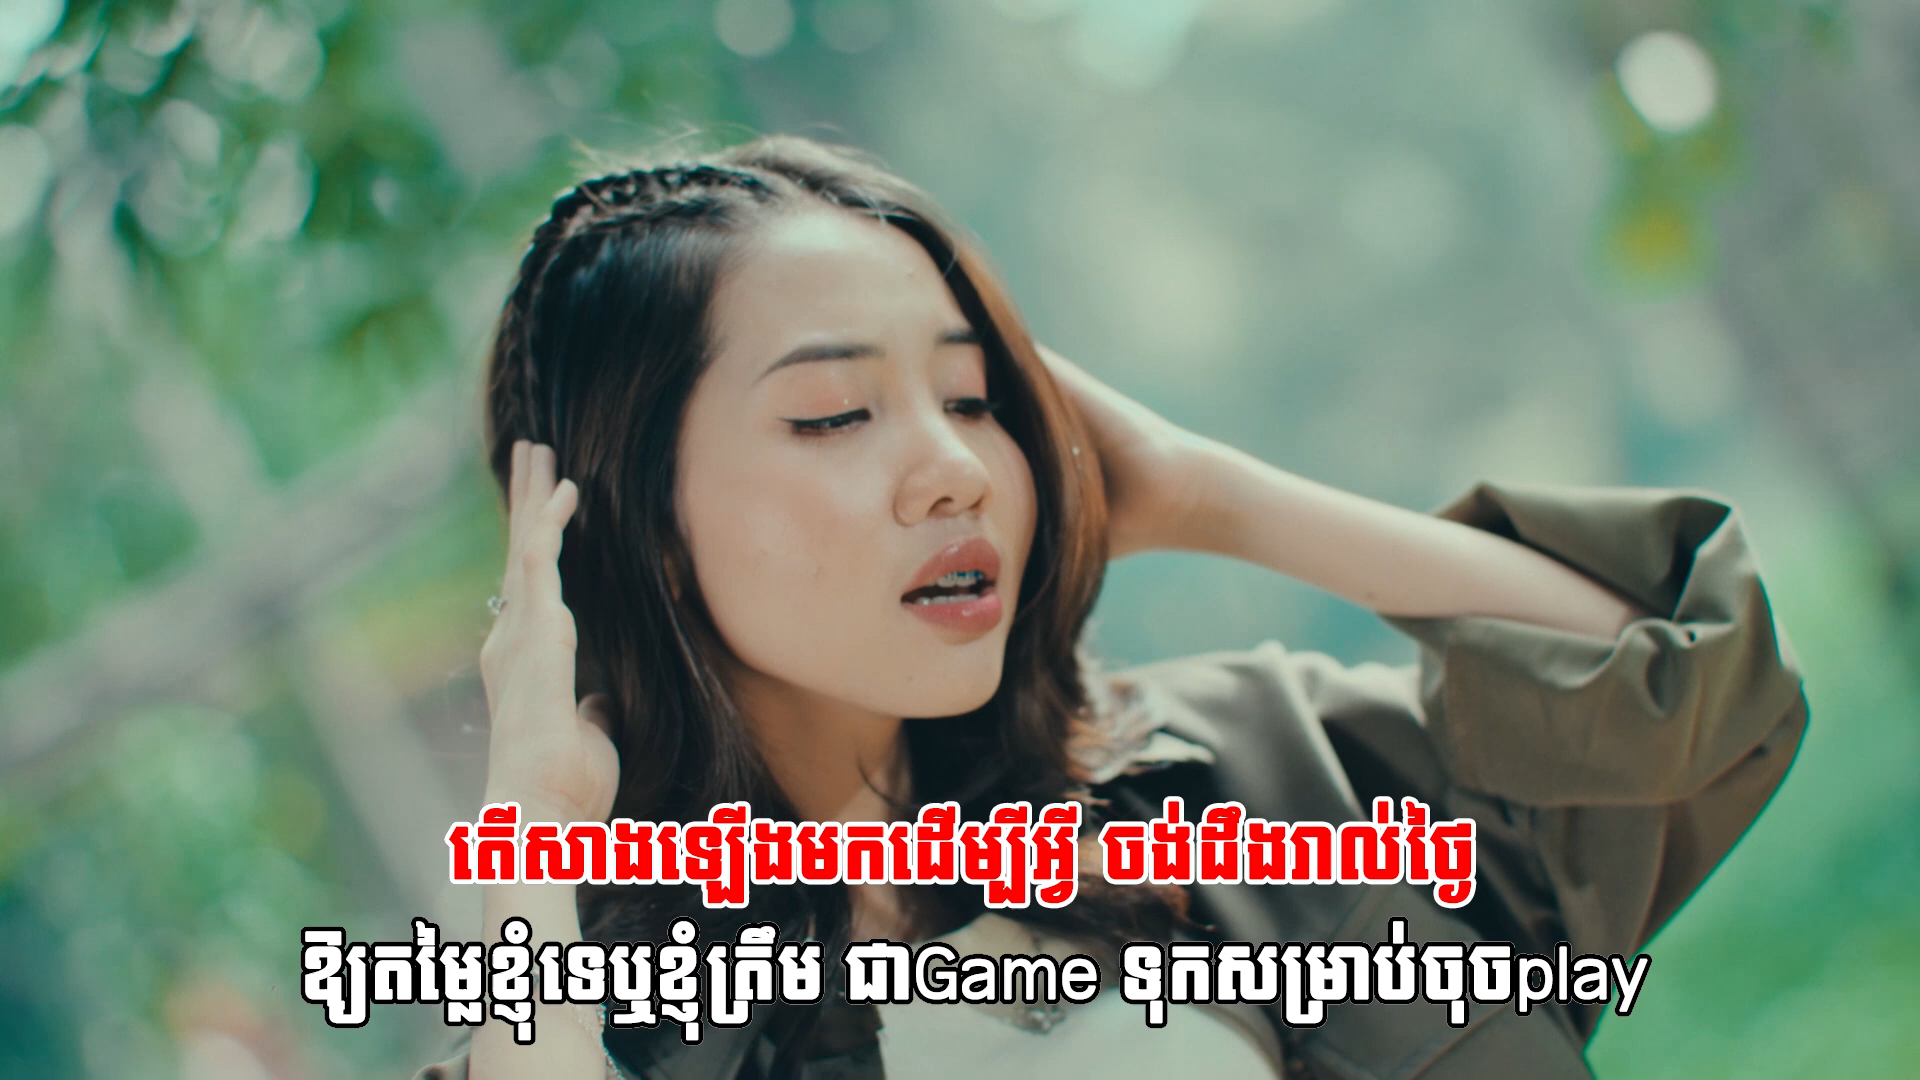 តើសាងឡើងមកដើម្បីអ្វី ចង់ដឹងរាល់ថ្ងៃ
ឱ្យតម្លៃខ្ញុំទេឬខ្ញុំត្រឹម ជាGame ទុកសម្រាប់ចុចplay